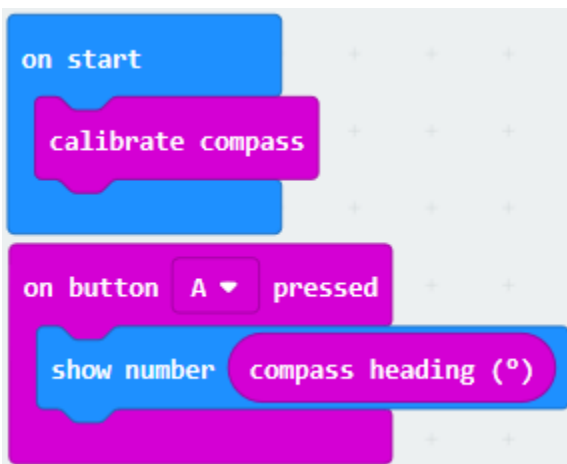 on start
calibrate compass
on button A pressed
show number compass heading (º)